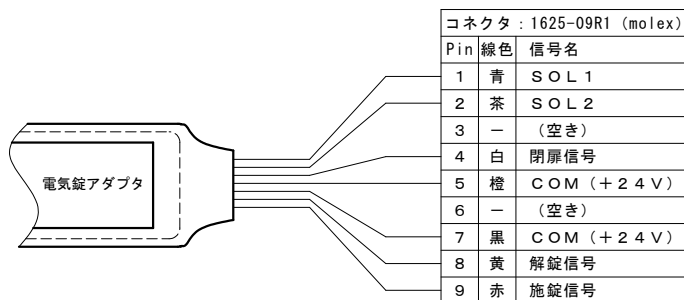 コネクタ：1625-09R1 (molex)
Pin 線色 信号名
1 青 ＳＯＬ１
2 茶 ＳＯＬ２
3 － （空き）
4 白 閉扉信号
5 橙 ＣＯＭ（＋２４Ｖ）
6 － （空き）
7 黒 ＣＯＭ（＋２４Ｖ）
8 黄 解錠信号
9 赤 施錠信号
電気錠アダプタ